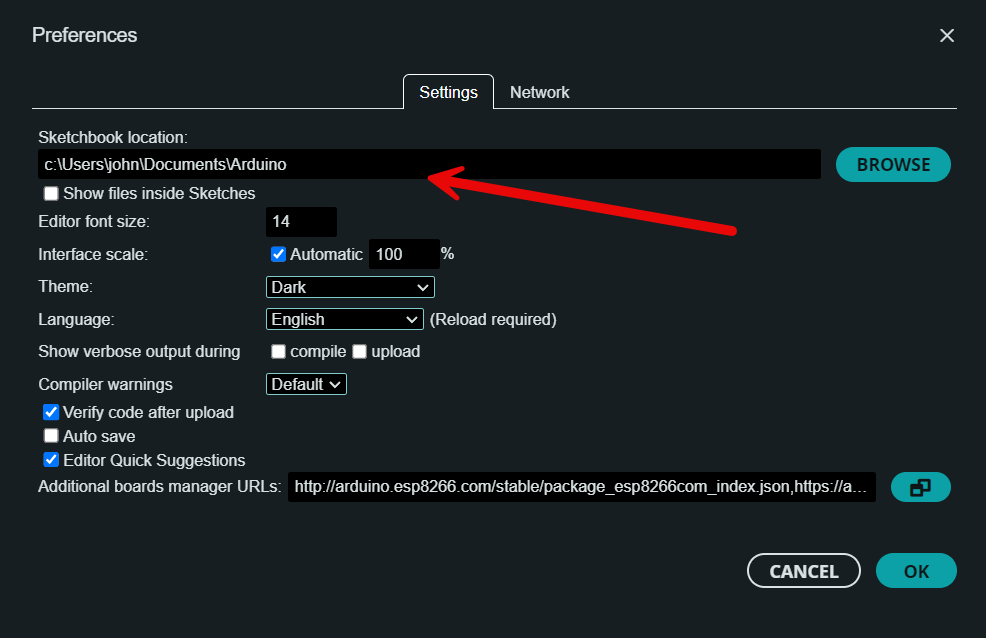 Preferences
Settings Network
Sketchbook location:
c:\Users\john\Documents\Arduino BROWSE
Show files inside Sketches
Editor font size: 14
Interface scale: Automatic 100 %
Theme: Dark
Language: English (Reload required)
Show verbose output during compile upload
Compiler warnings Default
Verify code after upload
Auto save
Editor Quick Suggestions
Additional boards manager URLs: http://arduino.esp8266.com/stable/package_esp8266com_index.json,https://a...
CANCEL OK